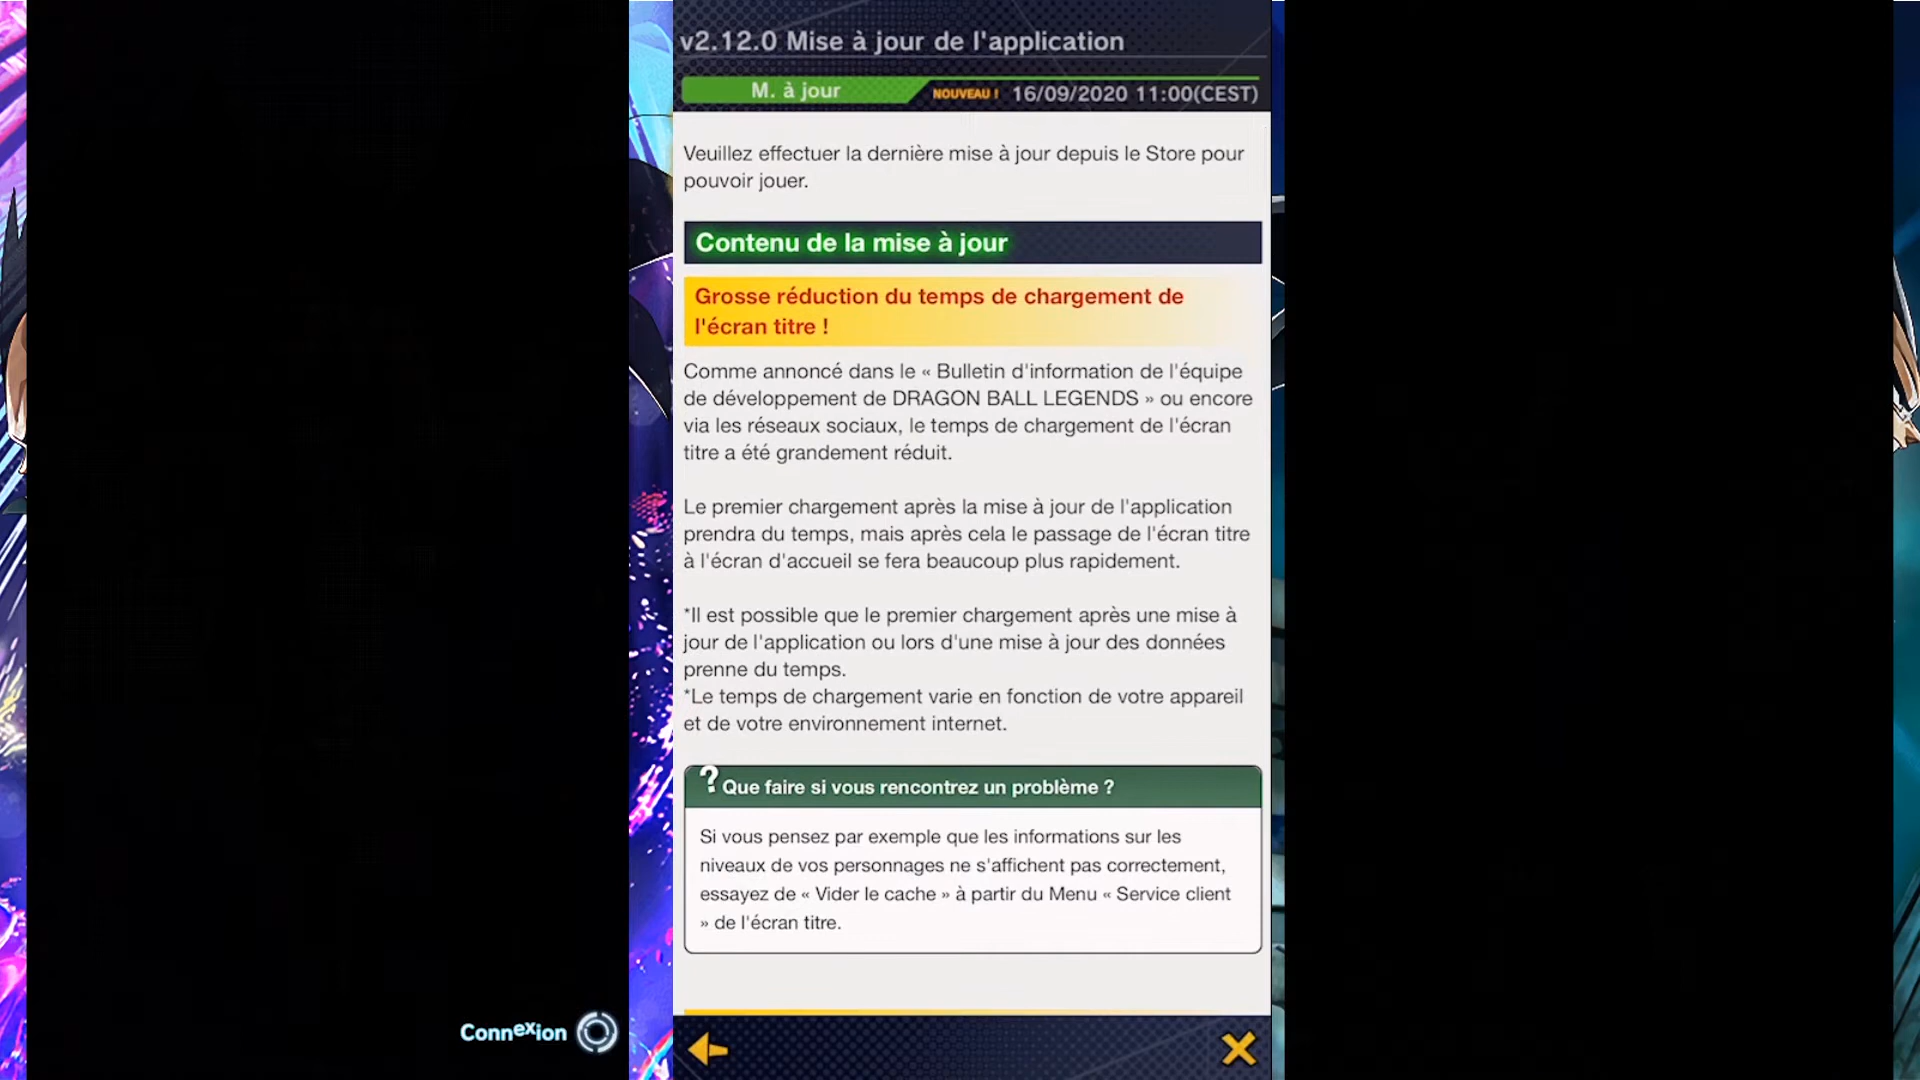 v2.12.0 Mise à jour de l'application
M. à jour
NOUVEAU ! 16/09/2020 11:00(CEST)
Veuillez effectuer la dernière mise à jour depuis le Store pour
pouvoir jouer.
Contenu de la mise à jour
Grosse réduction du temps de chargement de
l'écran titre !
Comme annoncé dans le « Bulletin d'information de l'équipe
de développement de DRAGON BALL LEGENDS » ou encore
via les réseaux sociaux, le temps de chargement de l'écran
titre a été grandement réduit.
Le premier chargement après la mise à jour de l'application
prendra du temps, mais après cela le passage de l'écran titre
à l'écran d'accueil se fera beaucoup plus rapidement.
*Il est possible que le premier chargement après une mise à
jour de l'application ou lors d'une mise à jour des données
prenne du temps.
*Le temps de chargement varie en fonction de votre appareil
et de votre environnement internet.
? Que faire si vous rencontrez un problème ?
Si vous pensez par exemple que les informations sur les
niveaux de vos personnages ne s'affichent pas correctement,
essayez de « Vider le cache » à partir du Menu « Service client
» de l'écran titre.
Connexion